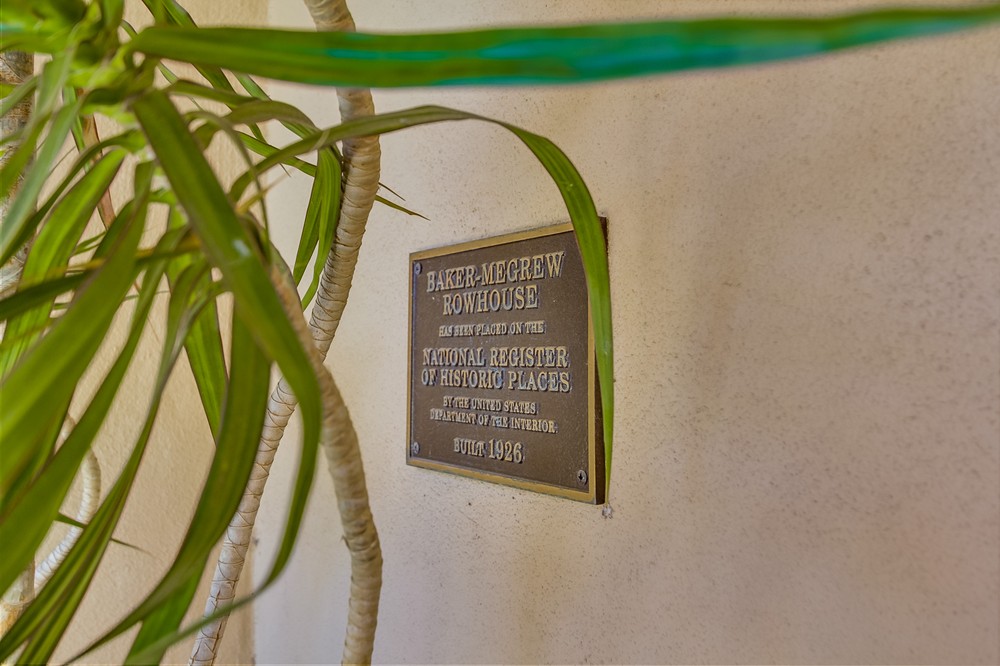 BAKER-MEGREW
ROWHOUSE
HAS BEEN PLACED ON THE
NATIONAL REGISTER
OF HISTORIC PLACES
BY THE UNITED STATES
DEPARTMENT OF THE INTERIOR
BUILT 1926